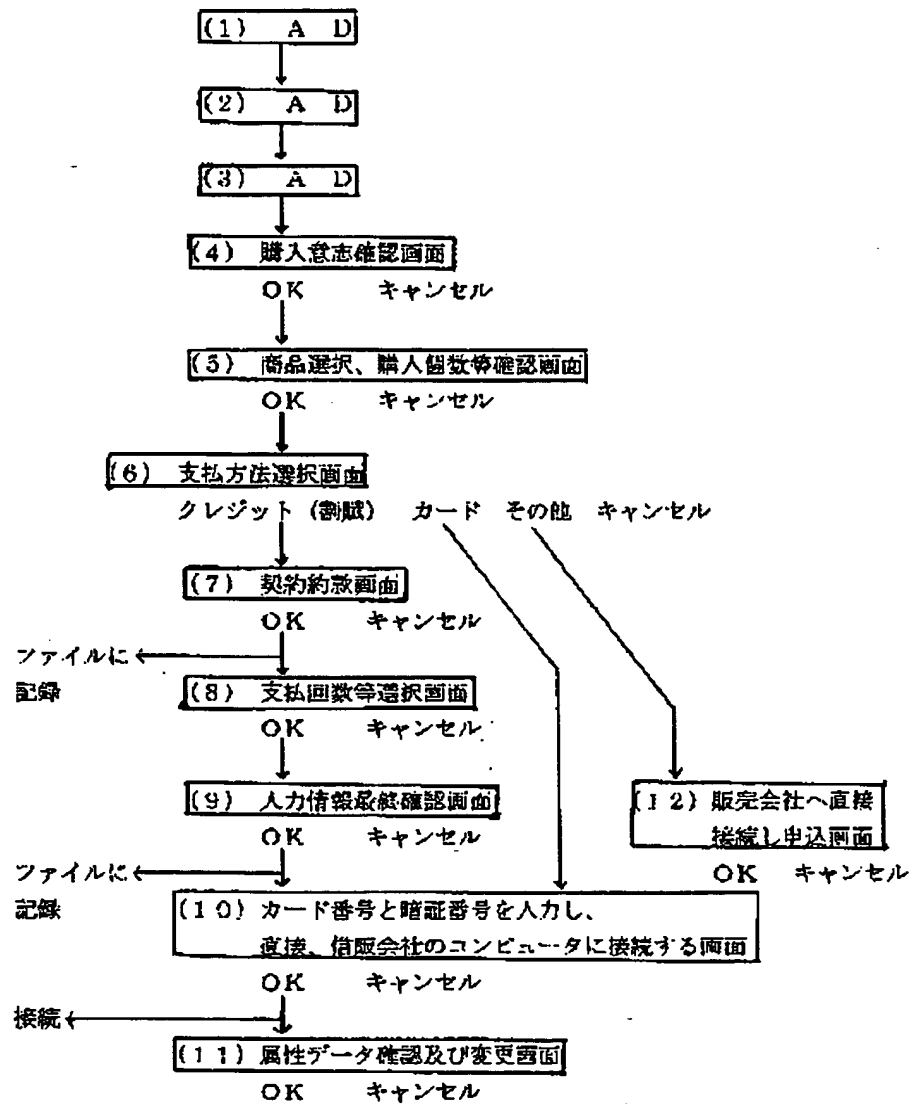 (1) A D
(2) A D
(3) A D
(4) 購入意志確認画面
OK キャンセル
(5) 商品選択、購入個数等確認画面
OK キャンセル
(6) 支払方法選択画面
クレジット(割賦) カード その他 キャンセル
(7) 契約約款画面
OK キャンセル
ファイルに
記録
(8) 支払回数等選択画面
OK キャンセル
(9) 入力情報最終確認画面
OK キャンセル
(12) 販売会社へ直接
接続し申込画面
OK キャンセル
ファイルに
記録
(10) カード番号と暗証番号を入力し、
直接、信販会社のコンピュータに接続する画面
OK キャンセル
接続
(11) 属性データ確認及び変更画面
OK キャンセル